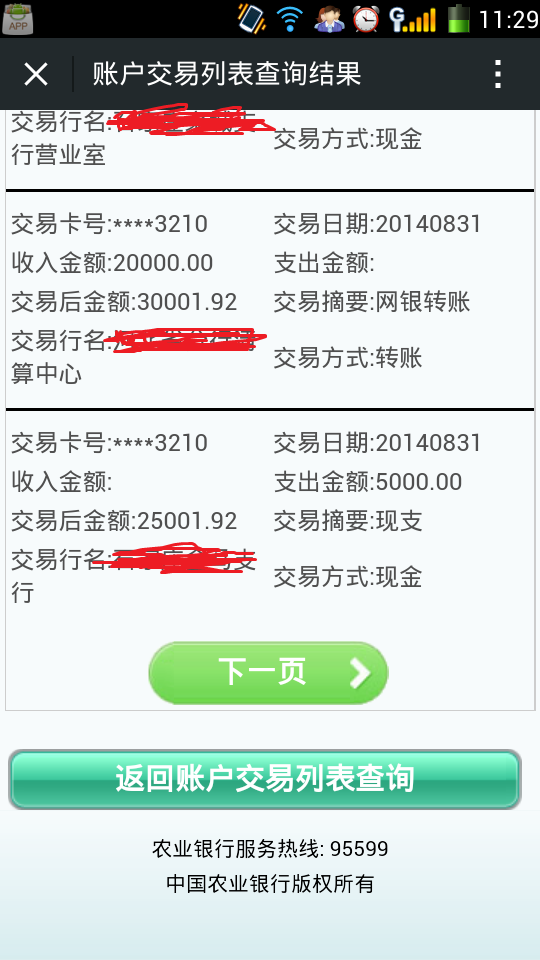 APP
G
11:29
账户交易列表查询结果
交易行名:
行营业室
交易方式:现金
交易卡号:****3210
交易日期:20140831
收入金额:20000.00
支出金额:
交易后金额:30001.92
交易摘要:网银转账
交易行名:
算中心
交易方式:转账
交易卡号:****3210
交易日期:20140831
收入金额:
支出金额:5000.00
交易后金额:25001.92
交易摘要:现支
交易行名:
行
交易方式:现金
下一页
返回账户交易列表查询
农业银行服务热线: 95599
中国农业银行版权所有